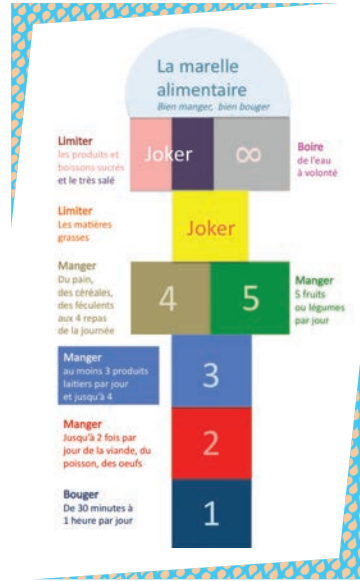 La marelle
alimentaire
Bien manger, bien bouger
Limiter
les produits et
boissons sucrés
et le très salé
Joker
∞
Boire
de l'eau
à volonté
Limiter
Les matières
grasses
Joker
Manger
Du pain,
des céréales,
des féculents
aux 4 repas
de la journée
4
5
Manger
5 fruits
ou légumes
par jour
Manger
au moins 3 produits
laitiers par jour
et jusqu'à 4
3
Manger
Jusqu'à 2 fois par
jour de la viande, du
poisson, des oeufs
2
Bouger
De 30 minutes à
1 heure par jour
1